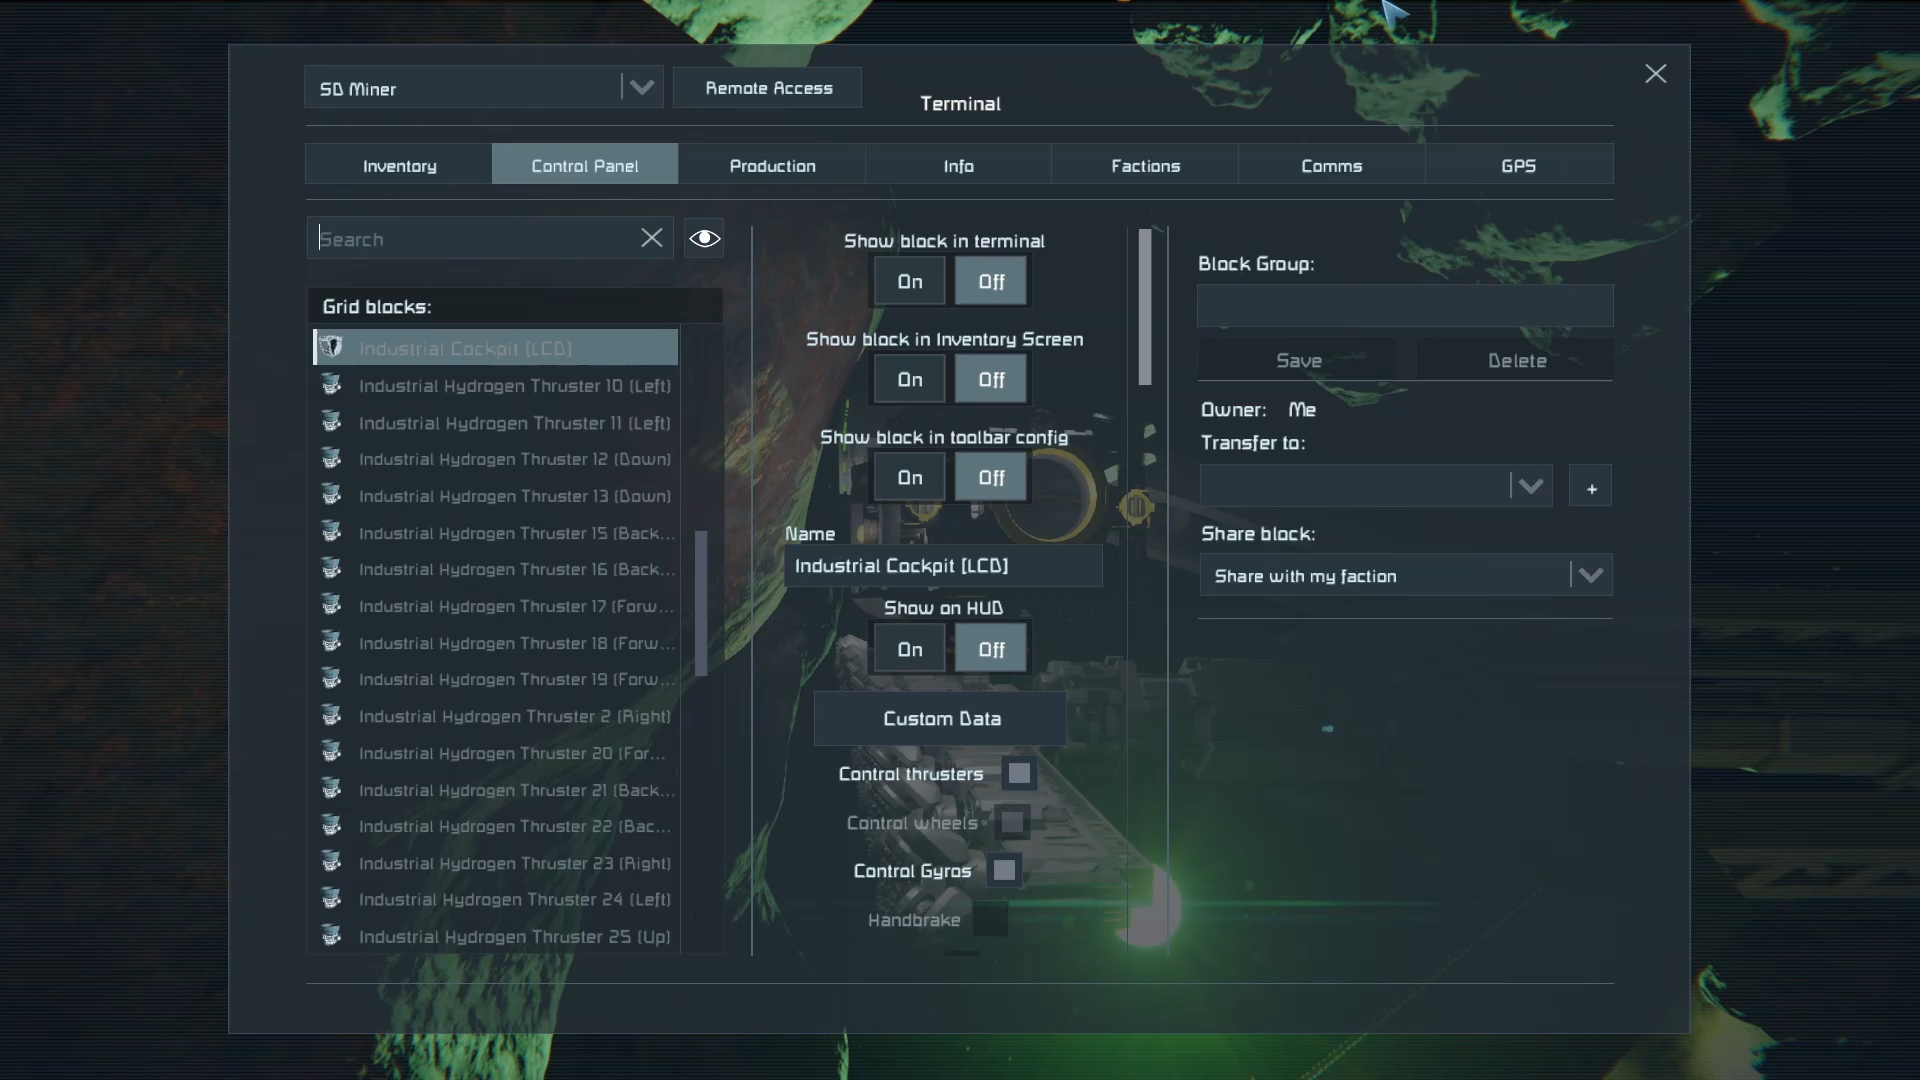 SD Miner
Remote Access
Terminal
Inventory
Control Panel
Production
Info
Factions
Comms
GPS
Search
Grid blocks:
Industrial Cockpit [LCD]
Industrial Hydrogen Thruster 10 (Left)
Industrial Hydrogen Thruster 11 (Left)
Industrial Hydrogen Thruster 12 (Down)
Industrial Hydrogen Thruster 13 (Down)
Industrial Hydrogen Thruster 15 (Back...
Industrial Hydrogen Thruster 16 (Back...
Industrial Hydrogen Thruster 17 (Forw...
Industrial Hydrogen Thruster 18 (Forw...
Industrial Hydrogen Thruster 19 (Forw...
Industrial Hydrogen Thruster 2 (Right)
Industrial Hydrogen Thruster 20 (For...
Industrial Hydrogen Thruster 21 (Back...
Industrial Hydrogen Thruster 22 (Bac...
Industrial Hydrogen Thruster 23 (Right)
Industrial Hydrogen Thruster 24 (Left)
Industrial Hydrogen Thruster 25 (Up)
Show block in terminal
On Off
Show block in Inventory Screen
On Off
Show block in toolbar config
On Off
Name
Industrial Cockpit [LCD]
Show on HUD
On Off
Custom Data
Control thrusters
Control wheels
Control Gyros
Handbrake
Block Group:
Save Delete
Owner: Me
Transfer to:
+
Share block:
Share with my faction